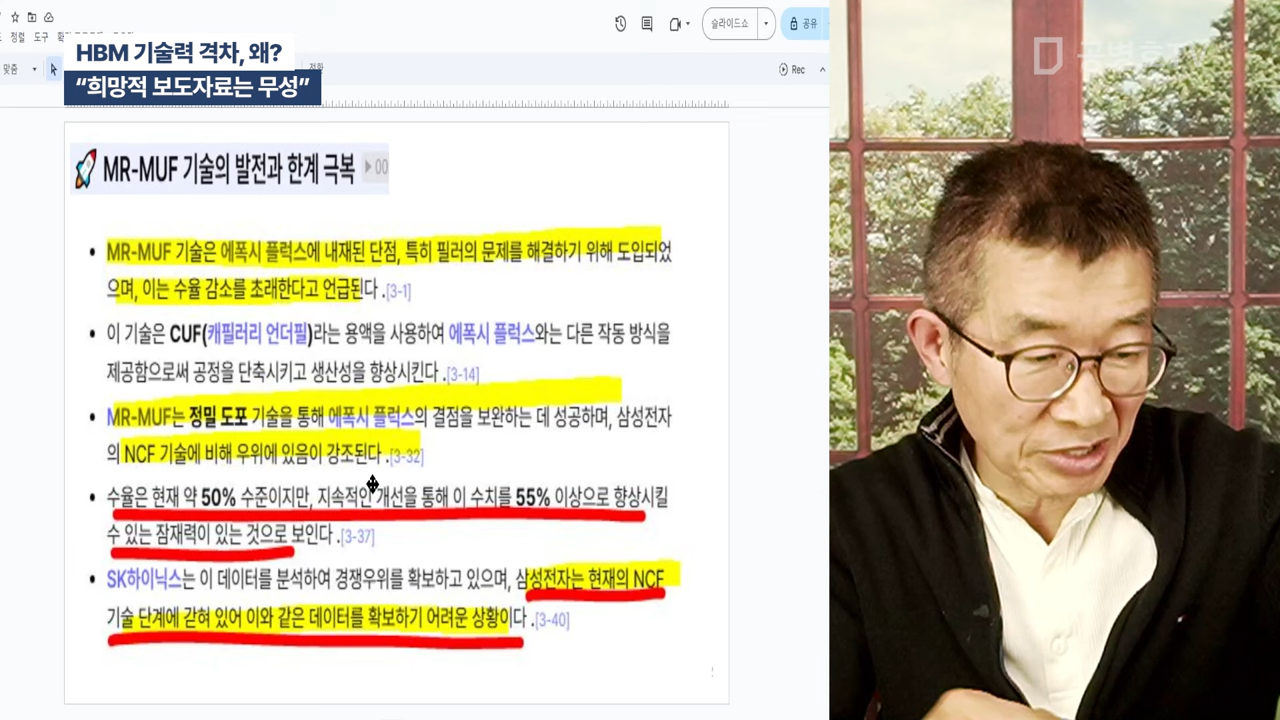 정렬 도구
슬라이드쇼
공유
HBM 기술력 격차, 왜?
맞춤
전환
Rec
“희망적 보도자료는 무성”
MR-MUF 기술의 발전과 한계 극복 ▶00
• MR-MUF 기술은 에폭시 플럭스에 내재된 단점, 특히 필러의 문제를 해결하기 위해 도입되었
으며, 이는 수율 감소를 초래한다고 언급된다 .[3-1]
• 이 기술은 CUF(캐필러리 언더필)라는 용액을 사용하여 에폭시 플럭스와는 다른 작동 방식을
제공함으로써 공정을 단축시키고 생산성을 향상시킨다 .[3-14]
• MR-MUF는 정밀 도포 기술을 통해 에폭시 플럭스의 결점을 보완하는 데 성공하며, 삼성전자
의 NCF 기술에 비해 우위에 있음이 강조된다 .[3-32]
• 수율은 현재 약 50% 수준이지만, 지속적인 개선을 통해 이 수치를 55% 이상으로 향상시킬
수 있는 잠재력이 있는 것으로 보인다 .[3-37]
• SK하이닉스는 이 데이터를 분석하여 경쟁우위를 확보하고 있으며, 삼성전자는 현재의 NCF
기술 단계에 갇혀 있어 이와 같은 데이터를 확보하기 어려운 상황이다 .[3-40]